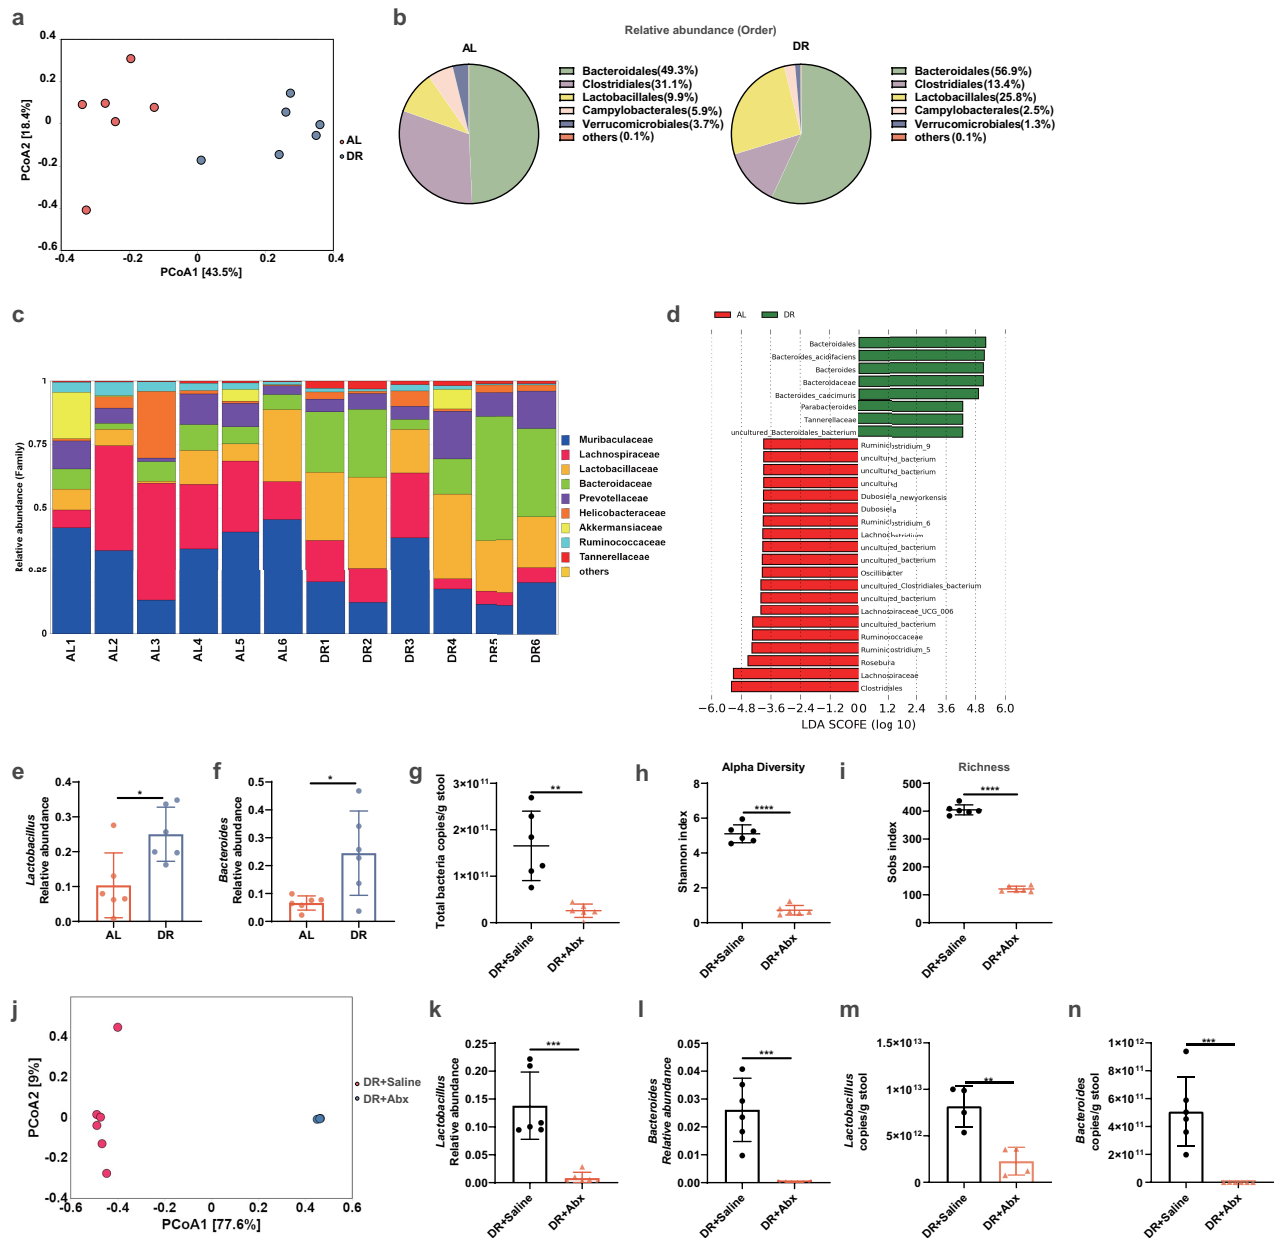 a
0.4
0.2
0
-0.2
-0.4
-0.6
-0.4
-0.2
0
0.2
0.4
PCoA2 [18.4%]
PCoA1 [43.5%]
AL
DR
b
Relative abundance (Order)
AL
Bacteroidales(49.3%)
Clostridiales(31.1%)
Lactobacillales(9.9%)
Campylobacterales(5.9%)
Verrucomicrobiales(3.7%)
others(0.1%)
DR
Bacteroidales(56.9%)
Clostridiales(13.4%)
Lactobacillales(25.8%)
Campylobacterales(2.5%)
Verrucomicrobiales(1.3%)
others(0.1%)
c
Relative abundance (Family)
1
0.75
0.5
0.25
0
AL1
AL2
AL3
AL4
AL5
AL6
DR1
DR2
DR3
DR4
DR5
DR6
Muribaculaceae
Lachnospiraceae
Lactobacillaceae
Bacteroidaceae
Prevotellaceae
Helicobacteraceae
Akkermansiaceae
Ruminococcaceae
Tannerellaceae
others
d
AL
DR
Bacteroidales
Bacteroides_acidifaciens
Bacteroides
Bacteroidaceae
Bacteroides_caecimuris
Parabacteroides
Tannerellaceae
uncultured_Bacteroidales_bacterium
Ruminiclostridium_9
uncultured_bacterium
uncultured_bacterium
uncultured
Dubosiella_newyorkensis
Dubosiella
Ruminiclostridium_6
Lachnoclostridium
uncultured_bacterium
uncultured_bacterium
Oscillibacter
uncultured_Clostridiales_bacterium
uncultured_bacterium
Lachnospiraceae_UCG_006
uncultured_bacterium
Ruminococcaceae
Ruminiclostridium_5
Roseburia
Lachnospiraceae
Clostridiales
−6.0
−4.8
−3.6
−2.4
−1.2
0.0
1.2
2.4
3.6
4.8
6.0
LDA SCOFE (log 10)
e
Lactobacillus
Relative abundance
0.4
0.3
0.2
0.1
0.0
*
AL
DR
f
Bacteroides
Relative abundance
0.5
0.4
0.3
0.2
0.1
0.0
*
AL
DR
g
Total bacteria copies/g stool
3×10¹¹
2×10¹¹
1×10¹¹
0
**
DR+Saline
DR+Abx
h
Alpha Diversity
Shannon index
8
6
4
2
0
****
DR+Saline
DR+Abx
i
Richness
Sobs index
500
400
300
200
100
0
****
DR+Saline
DR+Abx
j
PCoA2 [9%]
0.4
0.2
0
-0.2
-0.4
-0.6
-0.4
-0.2
0
0.2
0.4
0.6
PCoA1 [77.6%]
DR+Saline
DR+Abx
k
Lactobacillus
Relative abundance
0.25
0.20
0.15
0.10
0.05
0.00
***
DR+Saline
DR+Abx
l
Bacteroides
Relative abundance
0.05
0.04
0.03
0.02
0.01
0.00
***
DR+Saline
DR+Abx
m
Lactobacillus
copies/g stool
1.5×10¹³
1×10¹³
5×10¹²
0
**
DR+Saline
DR+Abx
n
Bacteroides
copies/g stool
1×10¹²
8×10¹¹
6×10¹¹
4×10¹¹
2×10¹¹
0
***
DR+Saline
DR+Abx